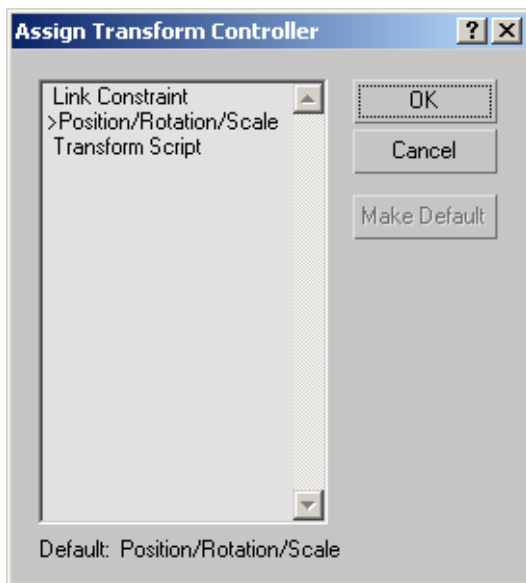 Assign Transform Controller
Link Constraint
>Position/Rotation/Scale
Transform Script
OK
Cancel
Make Default
Default: Position/Rotation/Scale